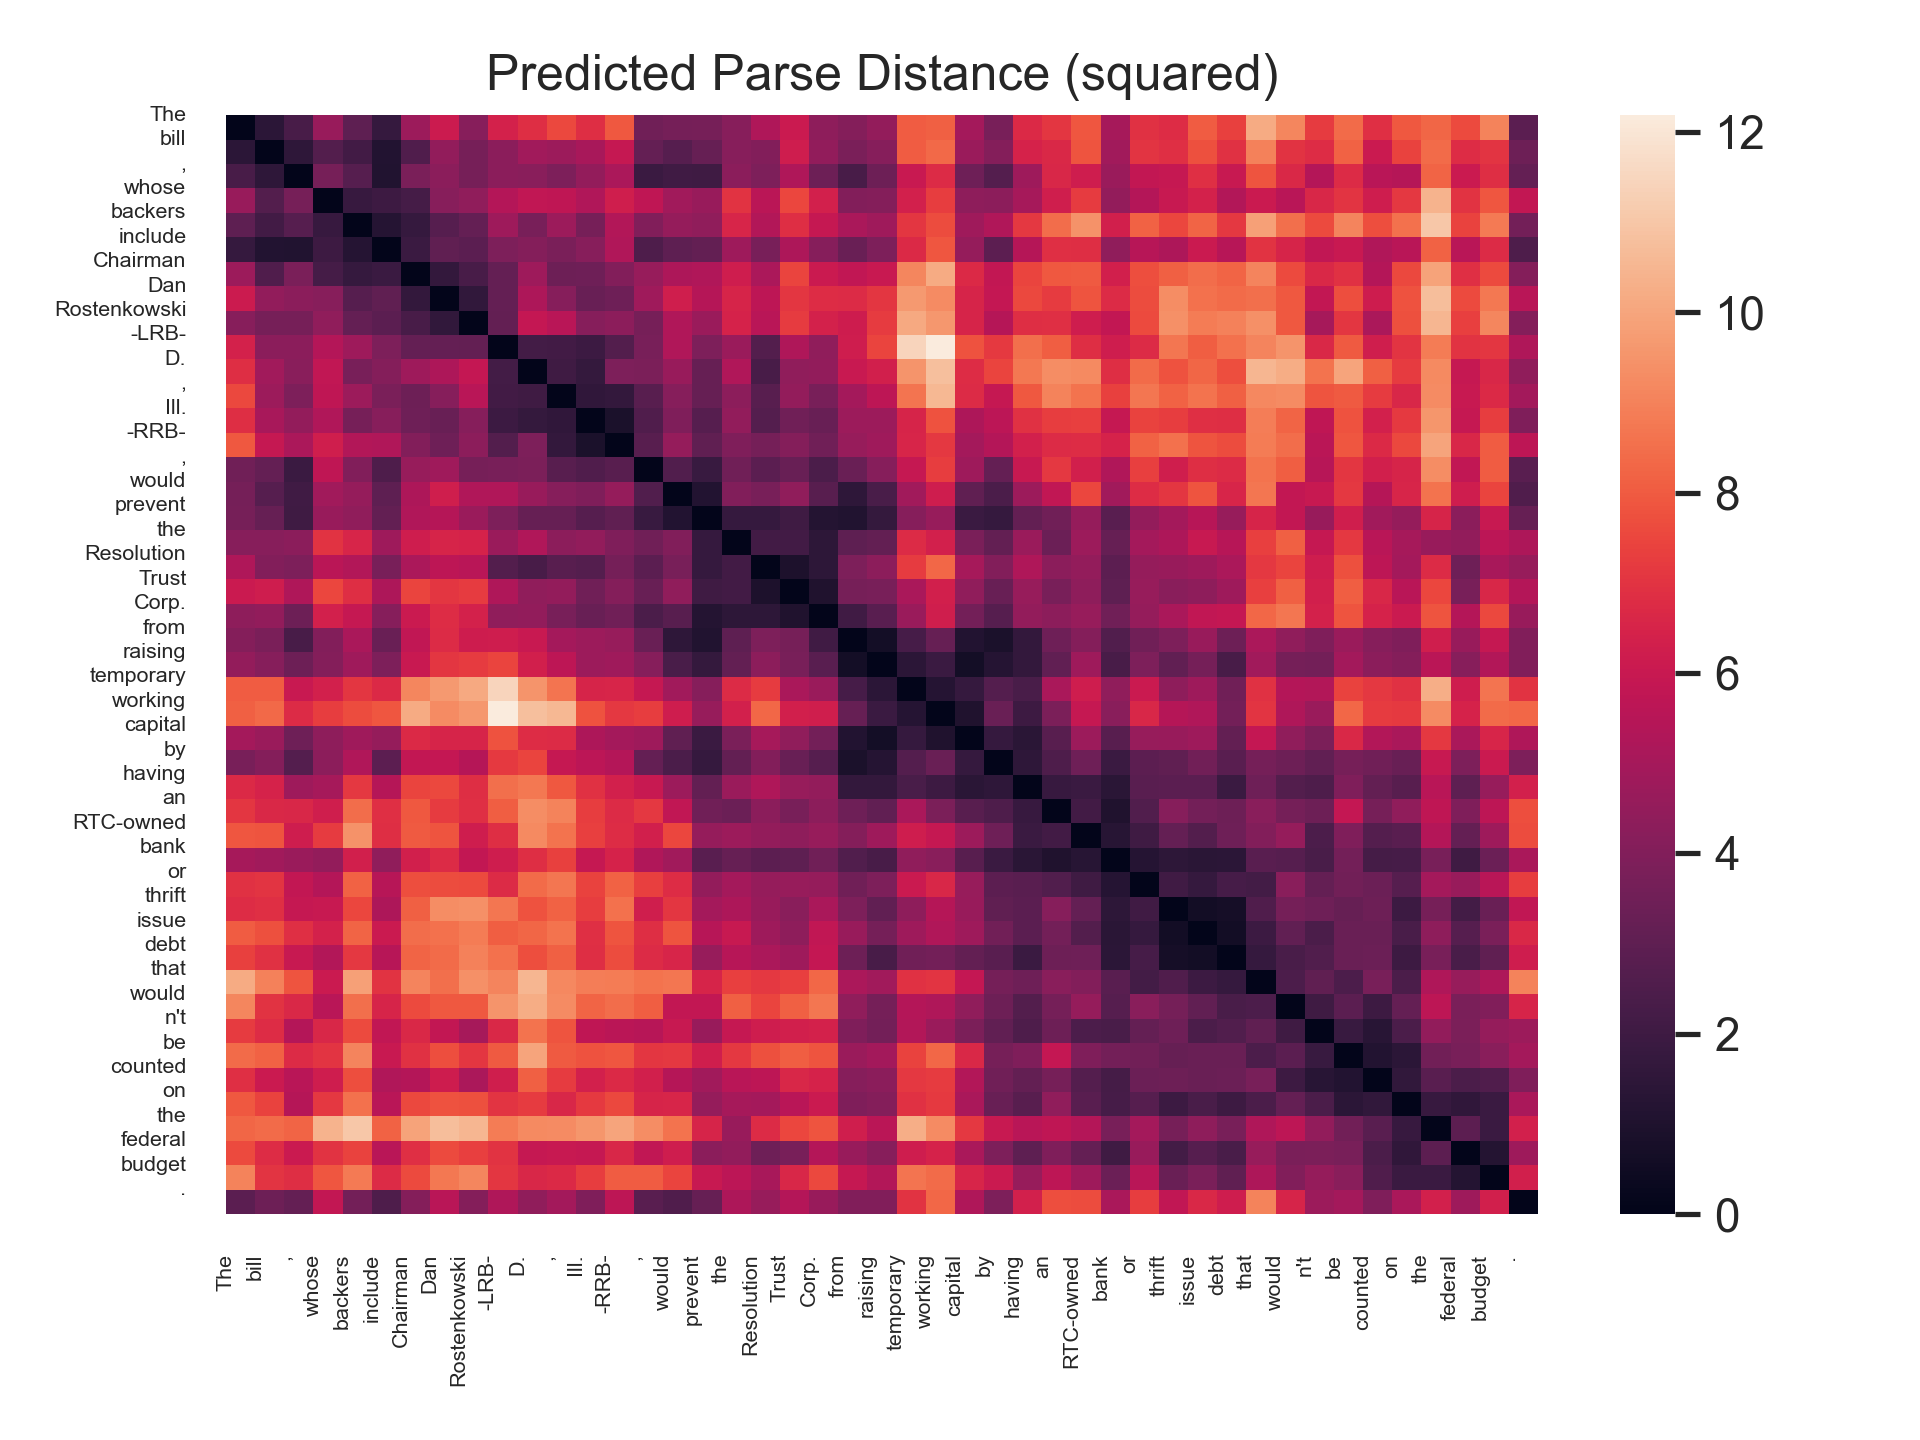 Predicted Parse Distance (squared)
The
bill
,
whose
backers
include
Chairman
Dan
Rostenkowski
-LRB-
D.
,
Ill.
-RRB-
,
would
prevent
the
Resolution
Trust
Corp.
from
raising
temporary
working
capital
by
having
an
RTC-owned
bank
or
thrift
issue
debt
that
would
n't
be
counted
on
the
federal
budget
.
12
10
8
6
4
2
0
The
bill
,
whose
backers
include
Chairman
Dan
Rostenkowski
-LRB-
D.
,
Ill.
-RRB-
,
would
prevent
the
Resolution
Trust
Corp.
from
raising
temporary
working
capital
by
having
an
RTC-owned
bank
or
thrift
issue
debt
that
would
n't
be
counted
on
the
federal
budget
.